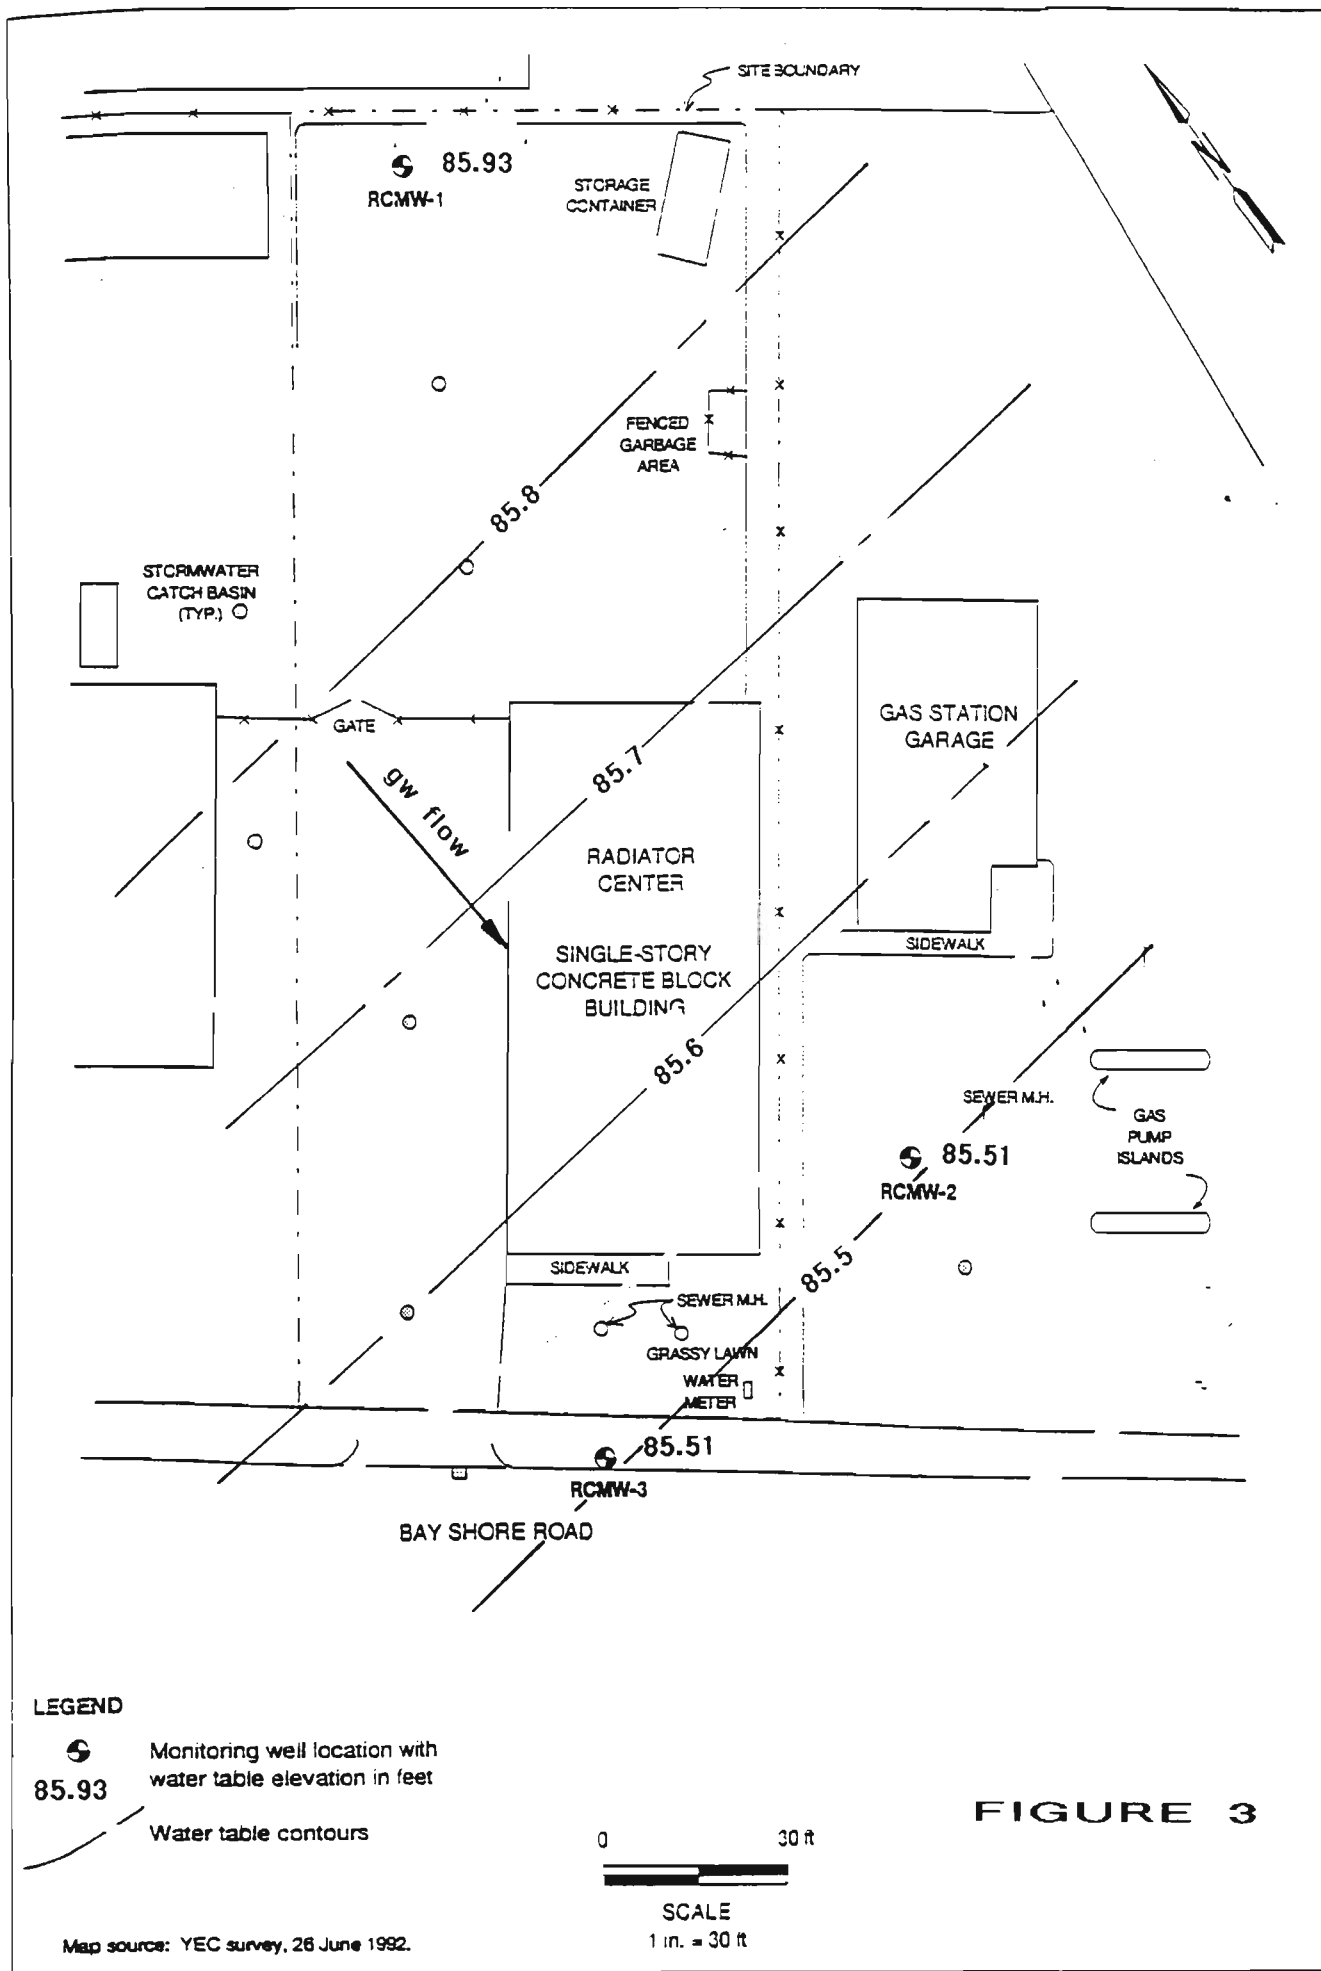 SITE BOUNDARY
85.93
RCMW-1
STORAGE
CONTAINER
FENCED
GARBAGE
AREA
85.8
STORMWATER
CATCH BASIN
(TYP.)
GATE
gw flow
85.7
GAS STATION
GARAGE
RADIATOR
CENTER
SINGLE-STORY
CONCRETE BLOCK
BUILDING
SIDEWALK
85.6
SEWER M.H.
GAS
PUMP
ISLANDS
85.51
RCMW-2
85.5
SIDEWALK
SEWER M.H.
GRASSY LAWN
WATER
METER
85.51
RCMW-3
BAY SHORE ROAD
LEGEND
Monitoring well location with
85.93 water table elevation in feet
Water table contours
FIGURE 3
0 30 ft
SCALE
1 in. = 30 ft
Map source: YEC survey, 26 June 1992.